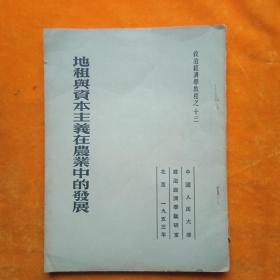 政治經濟學教程之十三
地租與資本主義在農業中的發展
中國人民大學
政治經濟學教研室
北京 一九五三年